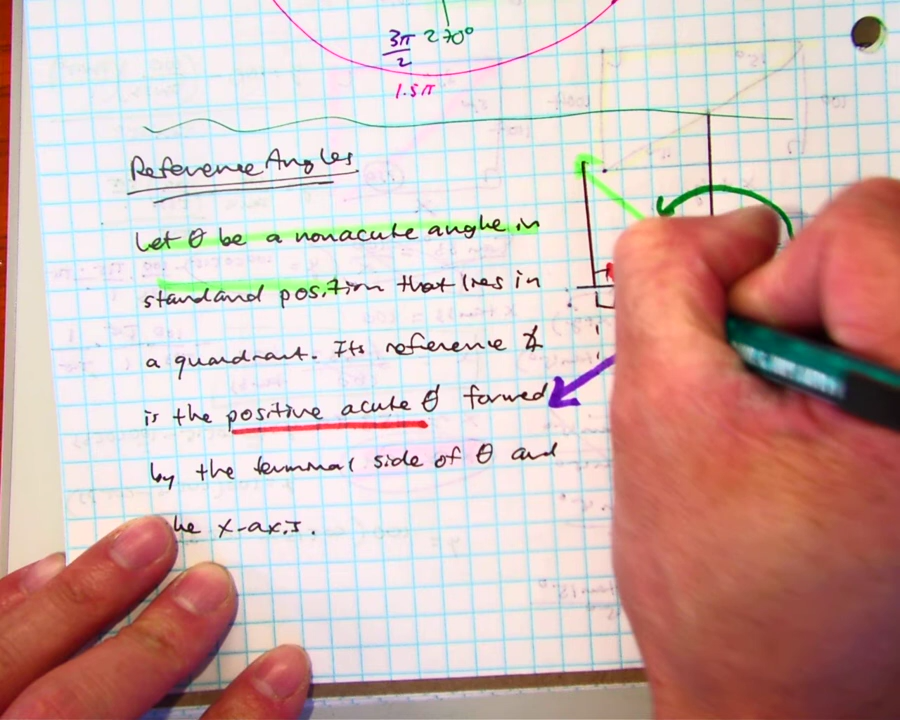 3π 270°
2
1.5π
Reference Angles
Let θ be a nonacute angle in
standard position that lies in
a quadrant. Its reference ∡
is the positive acute θ' formed
by the terminal side of θ and
the x-axis.